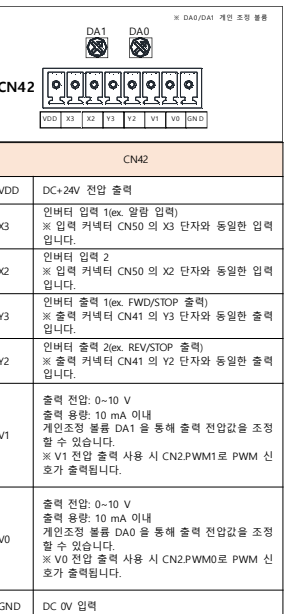 ※ DA0/DA1 게인 조정 볼륨
DA1 DA0
CN42
VDD X3 X2 Y3 Y2 V1 V0 GND
CN42
VDD DC+24V 전압 출력
X3 인버터 입력 1(ex. 알람 입력)
※ 입력 커넥터 CN50 의 X3 단자와 동일한 입력
입니다.
X2 인버터 입력 2
※ 입력 커넥터 CN50 의 X2 단자와 동일한 입력
입니다.
Y3 인버터 출력 1(ex. FWD/STOP 출력)
※ 출력 커넥터 CN41 의 Y3 단자와 동일한 출력
입니다.
Y2 인버터 출력 2(ex. REV/STOP 출력)
※ 출력 커넥터 CN41 의 Y2 단자와 동일한 출력
입니다.
V1 출력 전압: 0~10 V
출력 용량: 10 mA 이내
게인조정 볼륨 DA1 을 통해 출력 전압값을 조정
할 수 있습니다.
※ V1 전압 출력 사용 시 CN2.PWM1로 PWM 신
호가 출력됩니다.
V0 출력 전압: 0~10 V
출력 용량: 10 mA 이내
게인조정 볼륨 DA0 을 통해 출력 전압값을 조정
할 수 있습니다.
※ V0 전압 출력 사용 시 CN2.PWM0로 PWM 신
호가 출력됩니다.
GND DC 0V 입력